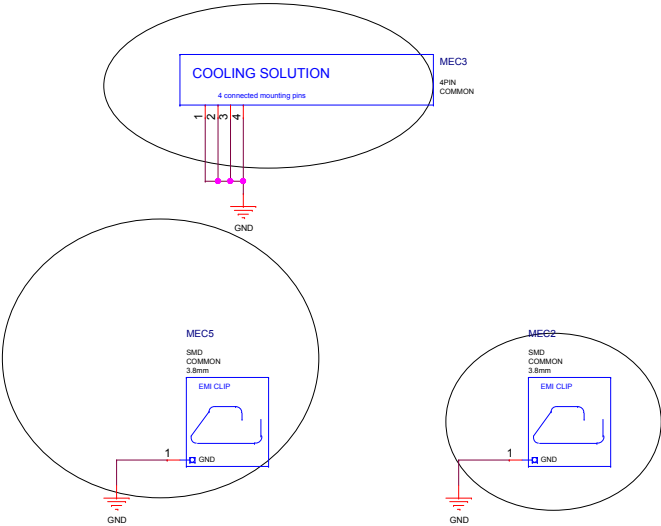 MEC3
COOLING SOLUTION
4PIN
COMMON
4 connected mounting pins
1
2
3
4
GND
MEC5
SMD
COMMON
3.8mm
EMI CLIP
1
GND
GND
MEC2
SMD
COMMON
3.8mm
EMI CLIP
1
GND
GND